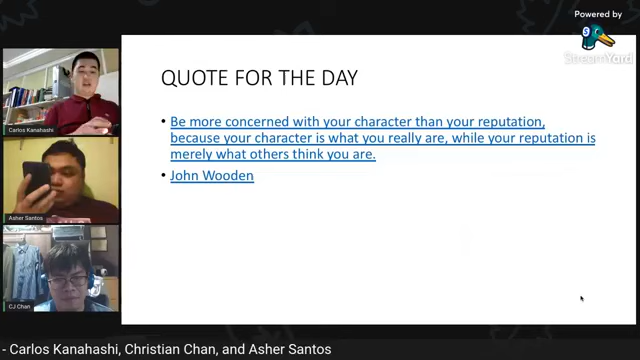 Powered by
StreamYard
QUOTE FOR THE DAY
• Be more concerned with your character than your reputation,
because your character is what you really are, while your reputation is
merely what others think you are.
• John Wooden
Carlos Kanahashi
Asher Santos
CJ Chan
- Carlos Kanahashi, Christian Chan, and Asher Santos